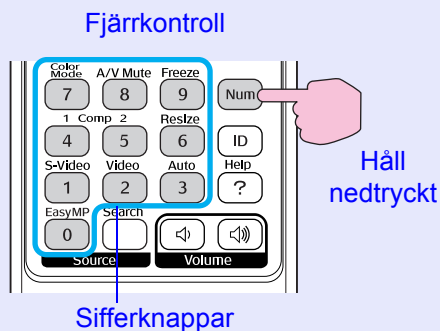 Fjärrkontroll
Color Mode A/V Mute Freeze
7 8 9 Num
1 Comp 2 Resize
4 5 6 ID
S-Video Video Auto Help
1 2 3 ?
EasyMP Search
0
Source Volume
Håll
nedtryckt
Sifferknappar